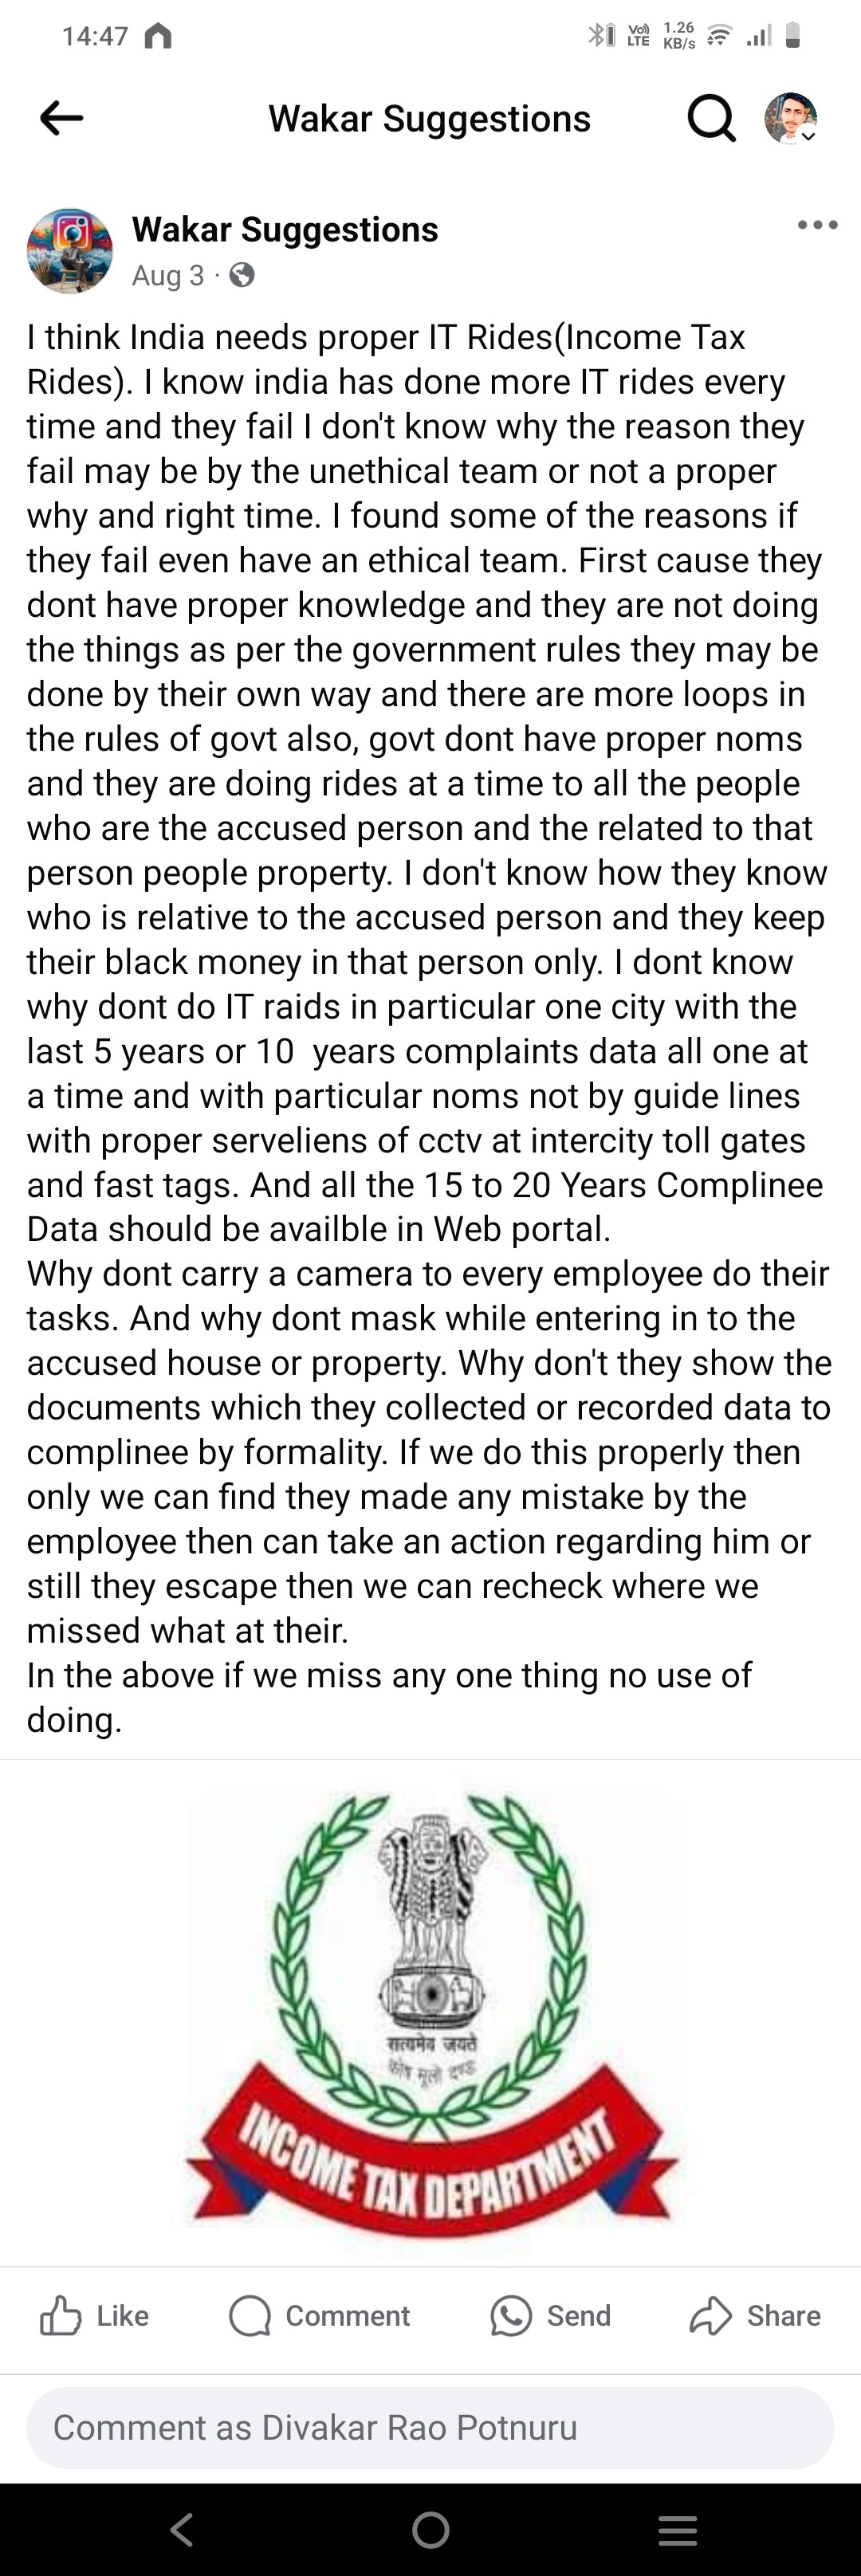 14:47
Vo)) 1.26
LTE KB/s
Wakar Suggestions
Wakar Suggestions
Aug 3 ·
I think India needs proper IT Rides(Income Tax
Rides). I know india has done more IT rides every
time and they fail I don't know why the reason they
fail may be by the unethical team or not a proper
why and right time. I found some of the reasons if
they fail even have an ethical team. First cause they
dont have proper knowledge and they are not doing
the things as per the government rules they may be
done by their own way and there are more loops in
the rules of govt also, govt dont have proper noms
and they are doing rides at a time to all the people
who are the accused person and the related to that
person people property. I don't know how they know
who is relative to the accused person and they keep
their black money in that person only. I dont know
why dont do IT raids in particular one city with the
last 5 years or 10  years complaints data all one at
a time and with particular noms not by guide lines
with proper serveliens of cctv at intercity toll gates
and fast tags. And all the 15 to 20 Years Complinee
Data should be availble in Web portal.
Why dont carry a camera to every employee do their
tasks. And why dont mask while entering in to the
accused house or property. Why don't they show the
documents which they collected or recorded data to
complinee by formality. If we do this properly then
only we can find they made any mistake by the
employee then can take an action regarding him or
still they escape then we can recheck where we
missed what at their.
In the above if we miss any one thing no use of
doing.
सत्यमेव जयते
कोष मूलो दण्ड
INCOME TAX DEPARTMENT
Like Comment Send Share
Comment as Divakar Rao Potnuru